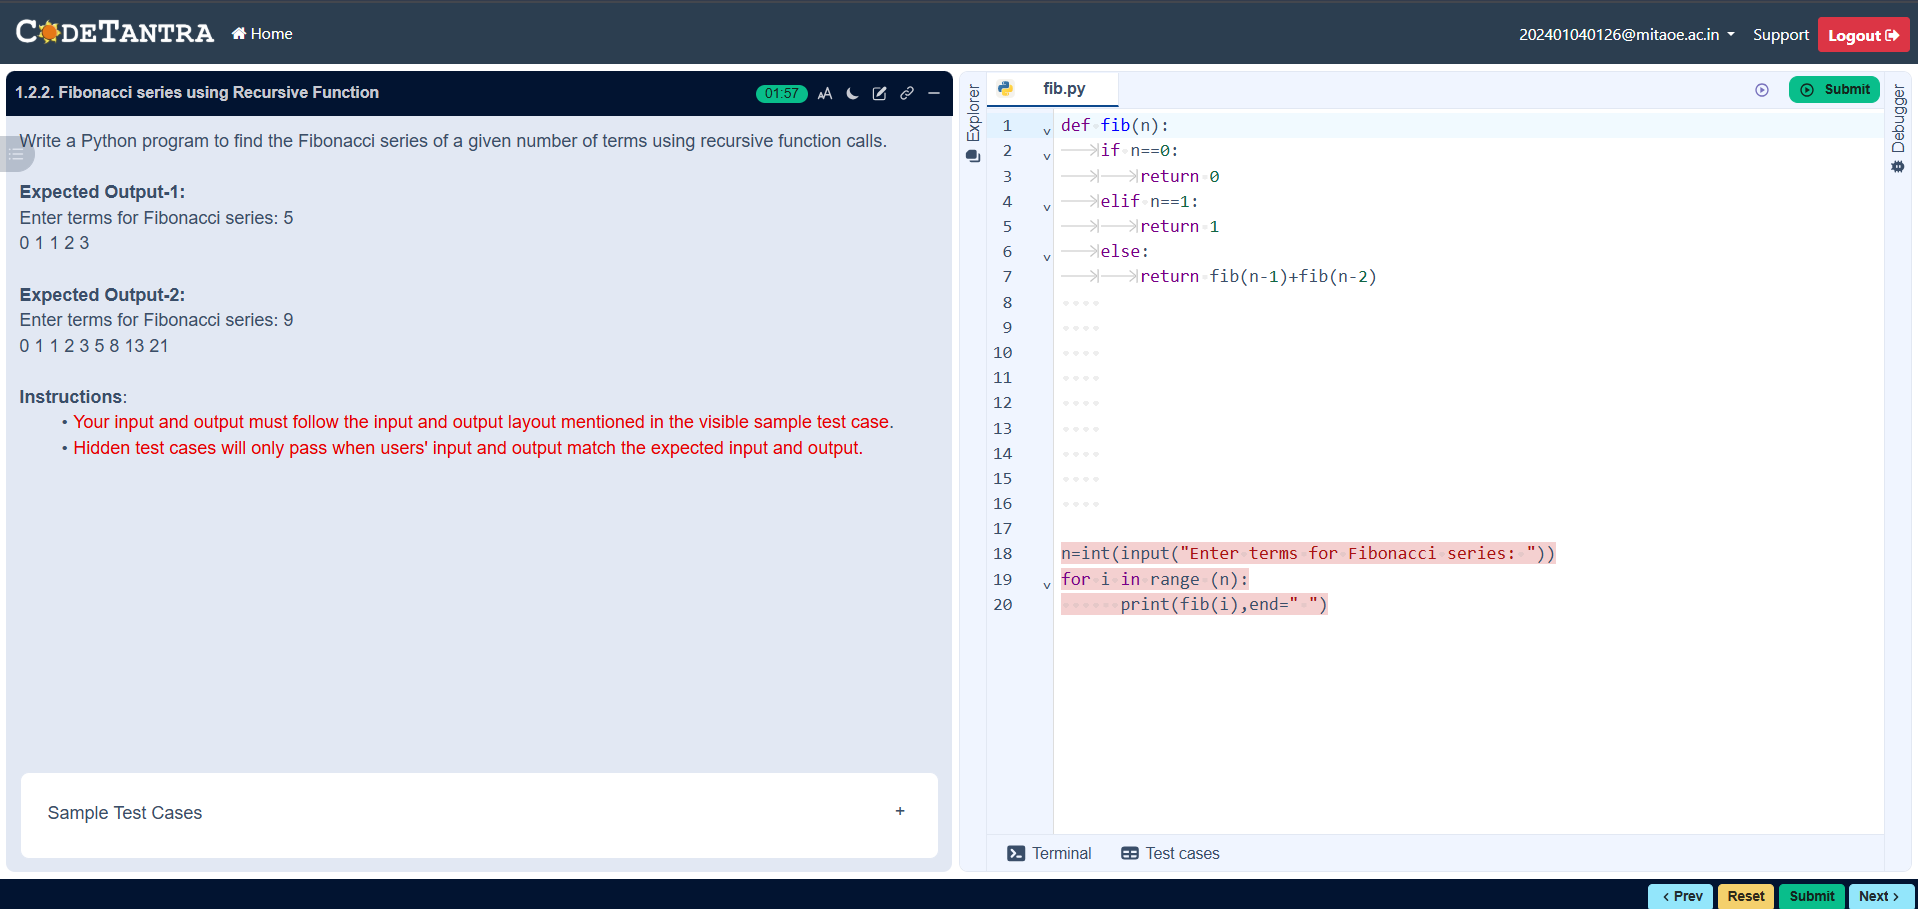 CODETANTRA Home 202401040126@mitaoe.ac.in Support Logout
1.2.2. Fibonacci series using Recursive Function 01:57
Write a Python program to find the Fibonacci series of a given number of terms using recursive function calls.
Expected Output-1:
Enter terms for Fibonacci series: 5
0 1 1 2 3
Expected Output-2:
Enter terms for Fibonacci series: 9
0 1 1 2 3 5 8 13 21
Instructions:
• Your input and output must follow the input and output layout mentioned in the visible sample test case.
• Hidden test cases will only pass when users' input and output match the expected input and output.
Sample Test Cases +
Explorer
fib.py Submit
Debugger
1 def fib(n):
2 if n==0:
3 return 0
4 elif n==1:
5 return 1
6 else:
7 return fib(n-1)+fib(n-2)
8
9
10
11
12
13
14
15
16
17
18 n=int(input("Enter terms for Fibonacci series: "))
19 for i in range (n):
20 print(fib(i),end=" ")
Terminal Test cases
< Prev Reset Submit Next >